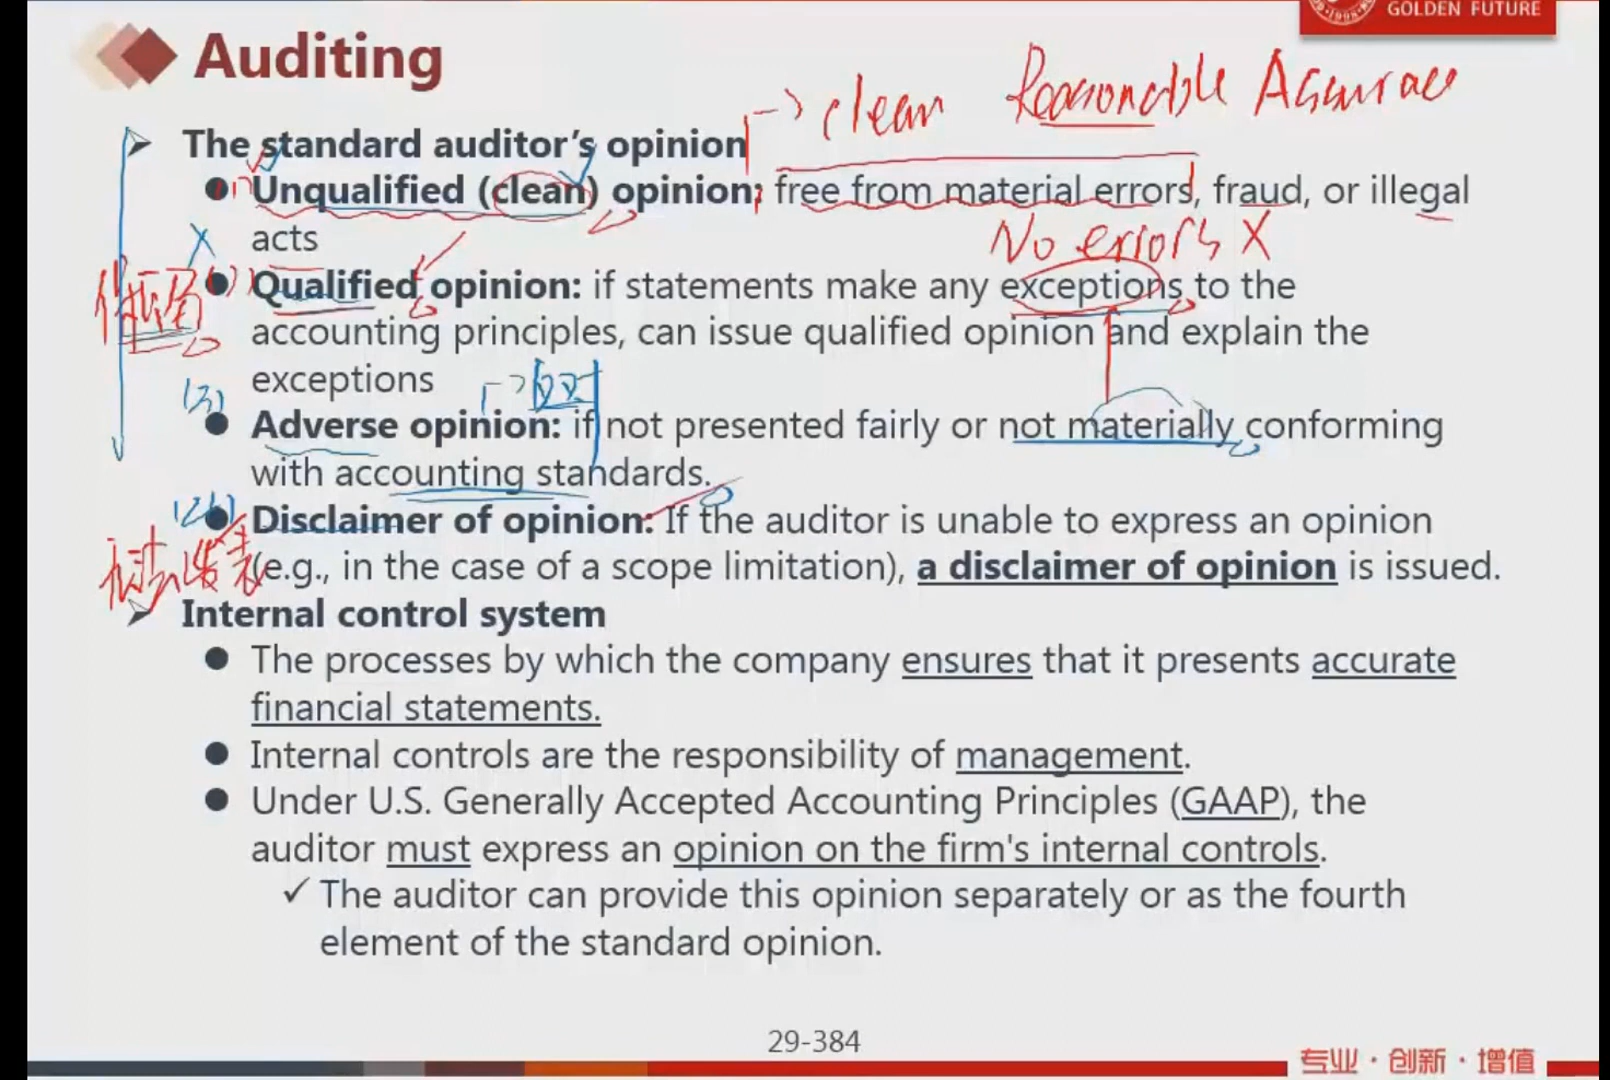 GOLDEN FUTURE
Auditing
clean Reasonable Assurance
The standard auditor's opinion
Unqualified (clean) opinion: free from material errors, fraud, or illegal
acts
No errors X
Qualified opinion: if statements make any exceptions to the
accounting principles, can issue qualified opinion and explain the
exceptions
Adverse opinion: if not presented fairly or not materially conforming
with accounting standards.
Disclaimer of opinion: If the auditor is unable to express an opinion
(e.g., in the case of a scope limitation), a disclaimer of opinion is issued.
Internal control system
The processes by which the company ensures that it presents accurate
financial statements.
Internal controls are the responsibility of management.
Under U.S. Generally Accepted Accounting Principles (GAAP), the
auditor must express an opinion on the firm's internal controls.
✓ The auditor can provide this opinion separately or as the fourth
element of the standard opinion.
29-384
专业·创新·增值